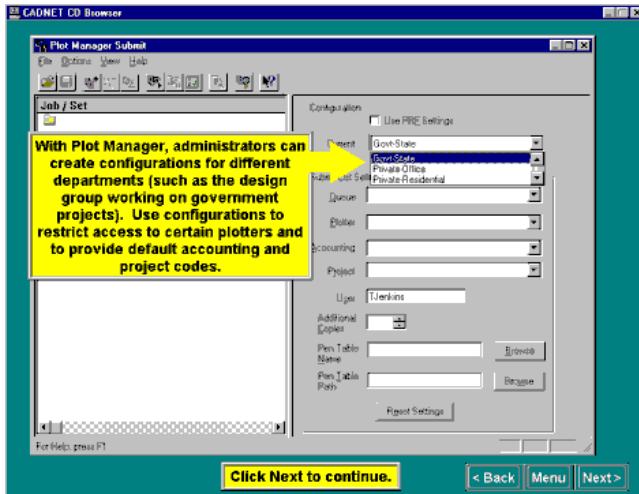 CADNET CD Browser
Plot Manager Submit
File Options View Help
Job / Set
Configuration
Use PRE Settings
Current Govt-State
Govt-State
Private-Office
Private-Residential
With Plot Manager, administrators can
create configurations for different
departments (such as the design
group working on government
projects). Use configurations to
restrict access to certain plotters and
to provide default accounting and
project codes.
Queue
Plotter
Accounting
Project
User TJenkins
Additional
Copies
Pen Table
Name
Browse
Pen Table
Path
Browse
Reset Settings
For Help, press F1
Click Next to continue.
< Back Menu Next >